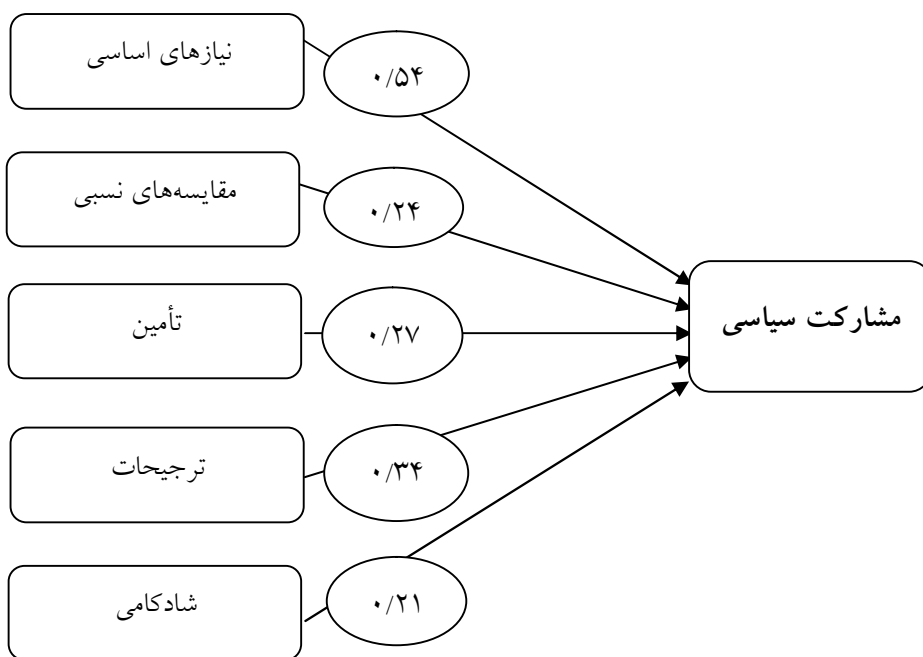 نیازهای اساسی
۰/۵۴
مقایسه‌های نسبی
۰/۲۴
تأمین
۰/۲۷
مشارکت سیاسی
ترجیحات
۰/۳۴
شادکامی
۰/۲۱